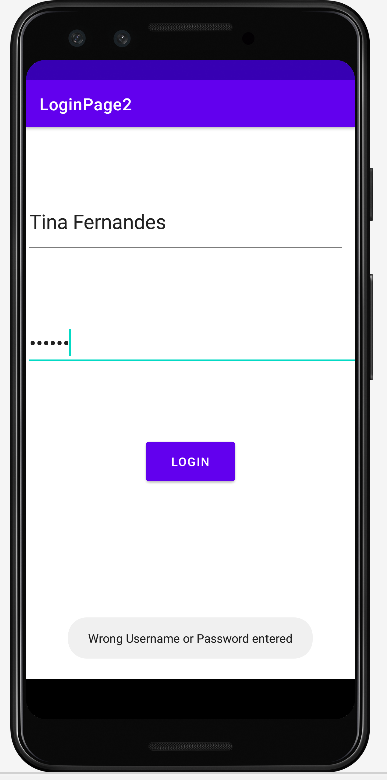 LoginPage2
Tina Fernandes
••••••
LOGIN
Wrong Username or Password entered